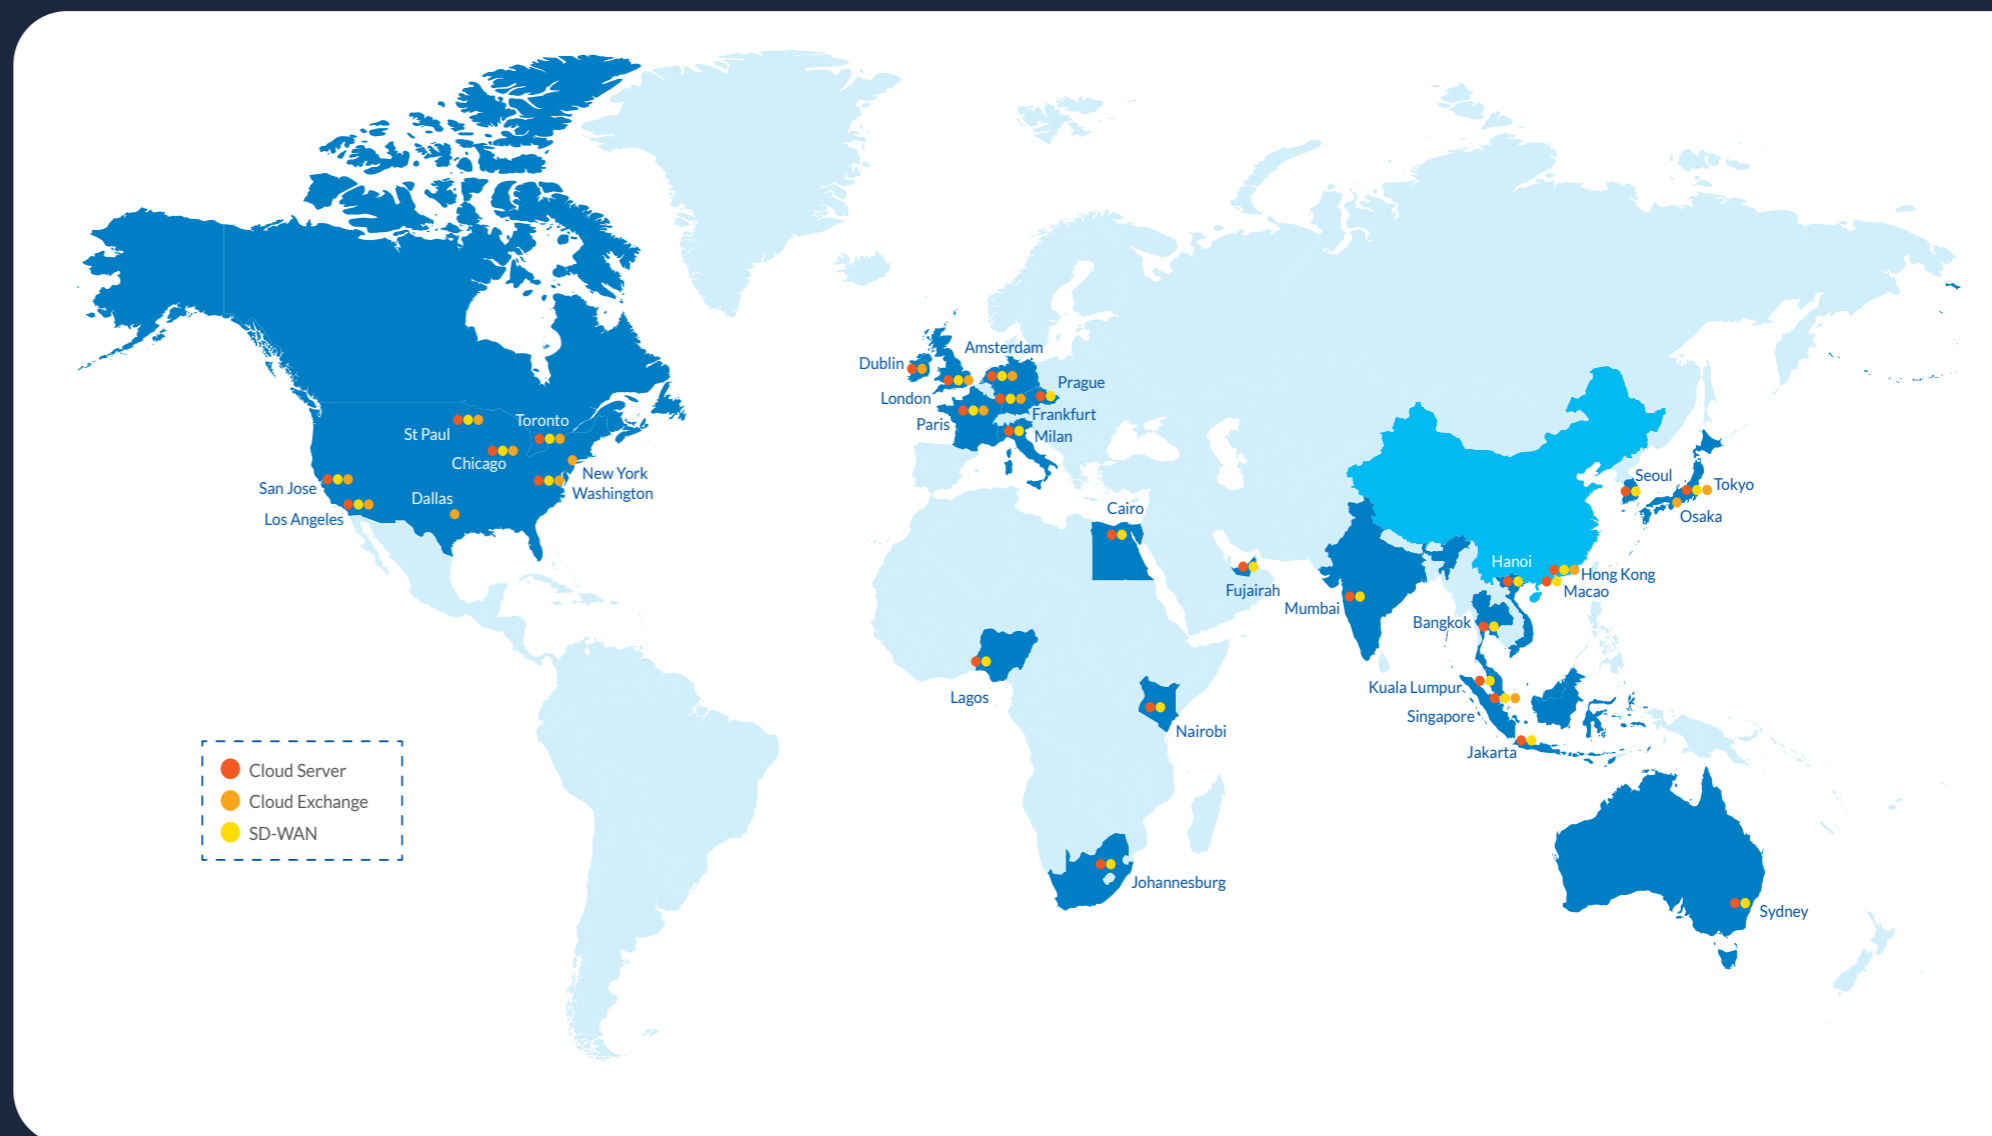 Amsterdam
Dublin
Prague
London
Frankfurt
Paris
Milan
Toronto
St Paul
Chicago
New York
San Jose
Washington
Dallas
Los Angeles
Cairo
Seoul
Tokyo
Osaka
Hanoi
Hong Kong
Fujairah
Macao
Mumbai
Bangkok
Kuala Lumpur
Lagos
Singapore
Nairobi
Jakarta
Cloud Server
Cloud Exchange
SD-WAN
Johannesburg
Sydney